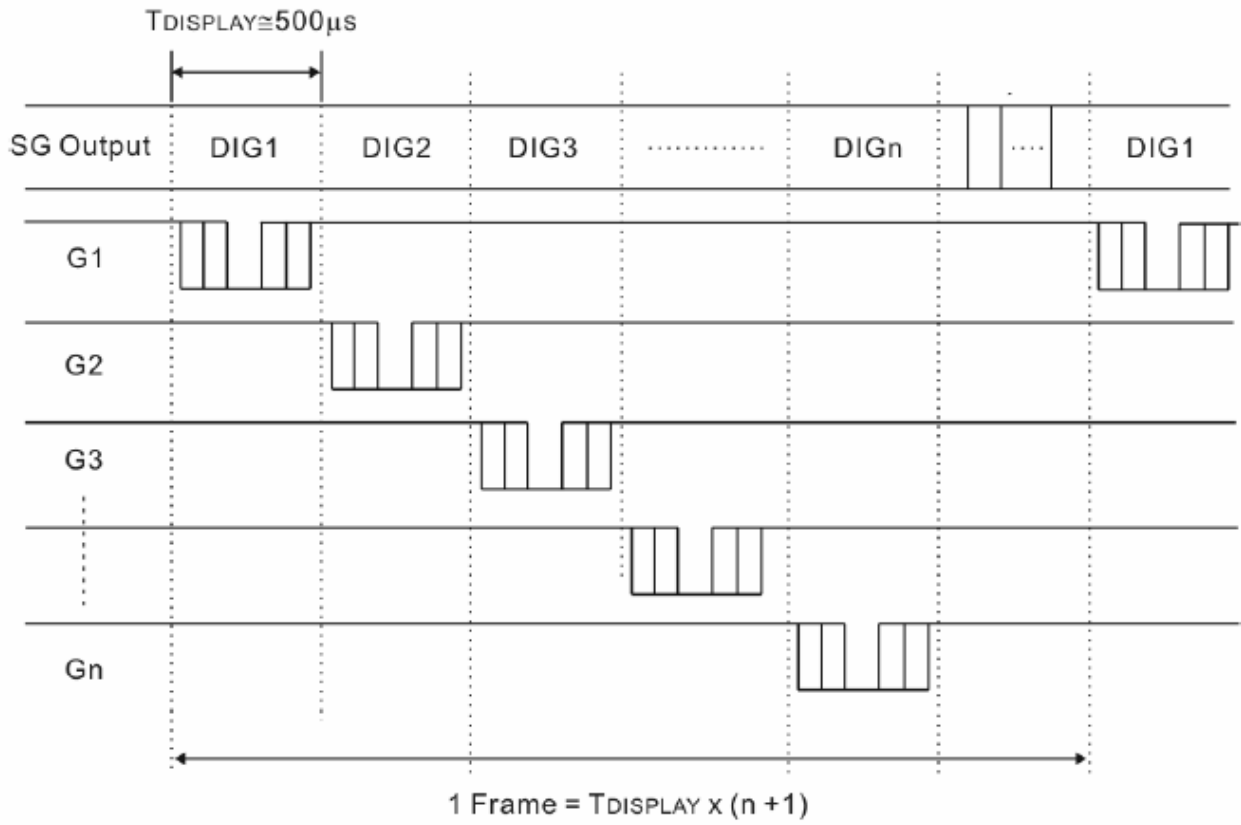 TDISPLAY≅500μs
SG Output DIG1 DIG2 DIG3 ............. DIGn .... DIG1
G1
G2
G3
Gn
1 Frame = TDISPLAY x (n +1)